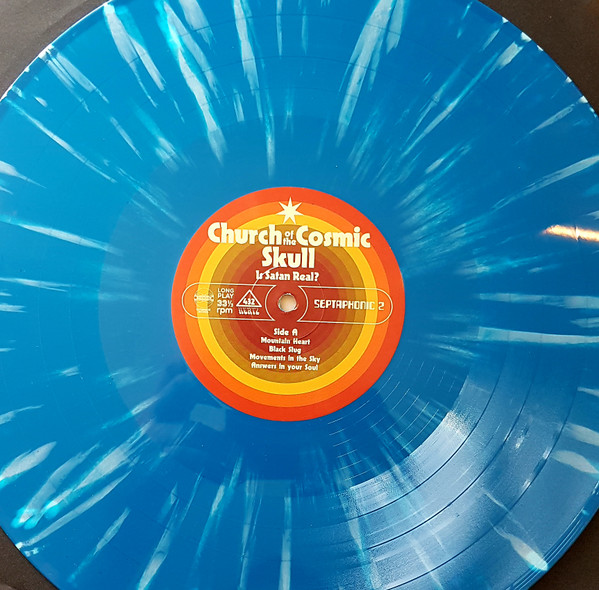 Church of the Cosmic
Skull
Is Satan Real?
LONG
PLAY
33⅓
rpm
432
SEPTAPHONIC 2
Side A
Mountain Heart
Black Slug
Movements in the Sky
Answers in your Soul